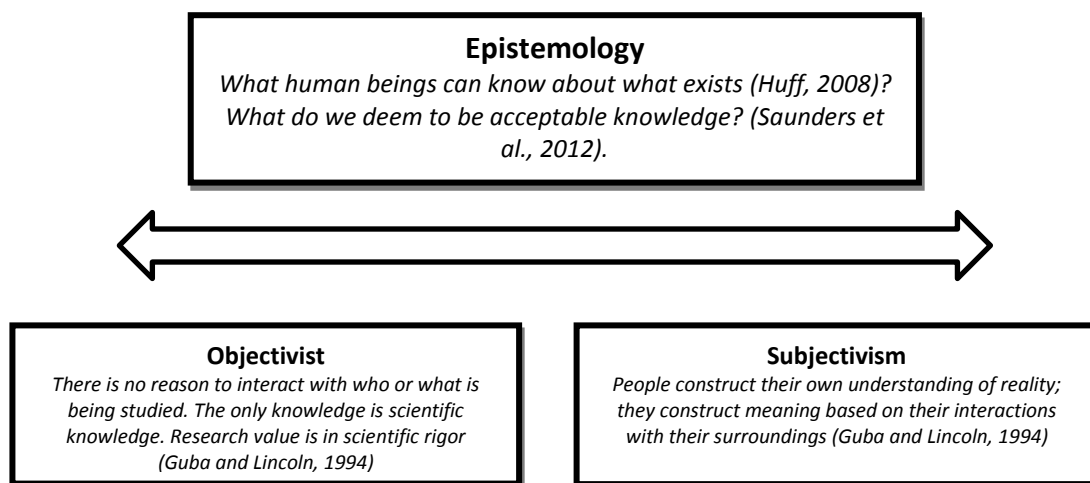 Epistemology
What human beings can know about what exists (Huff, 2008)?
What do we deem to be acceptable knowledge? (Saunders et
al., 2012).
Objectivist
There is no reason to interact with who or what is
being studied. The only knowledge is scientific
knowledge. Research value is in scientific rigor
(Guba and Lincoln, 1994)
Subjectivism
People construct their own understanding of reality;
they construct meaning based on their interactions
with their surroundings (Guba and Lincoln, 1994)